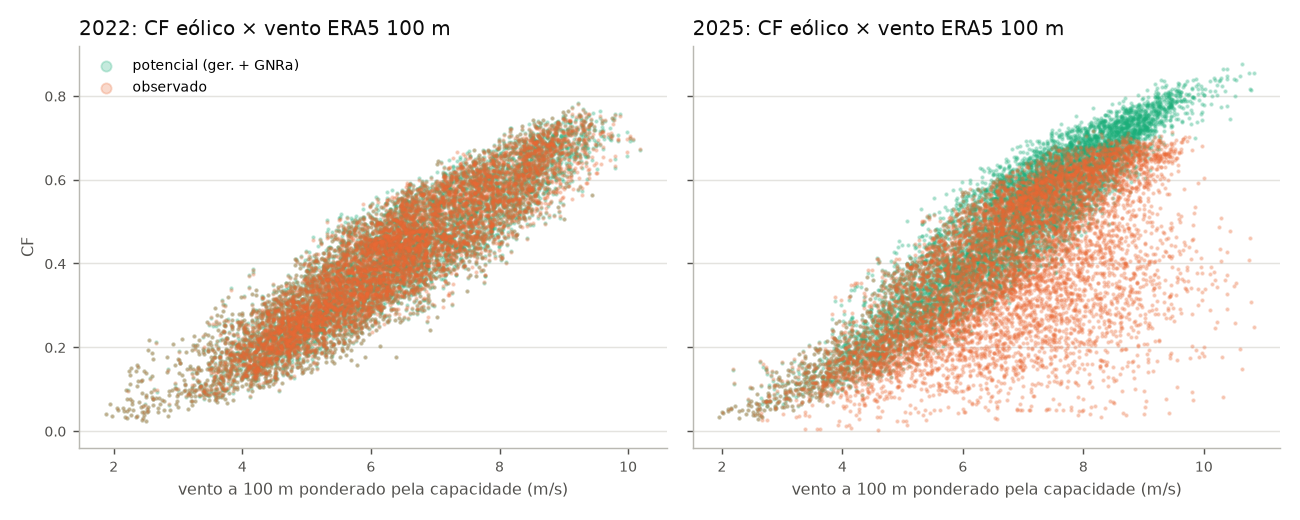 2022: CF eólico × vento ERA5 100 m
potencial (ger. + GNRa)
observado
CF
0.8
0.6
0.4
0.2
0.0
2 4 6 8 10
vento a 100 m ponderado pela capacidade (m/s)
2025: CF eólico × vento ERA5 100 m
2 4 6 8 10
vento a 100 m ponderado pela capacidade (m/s)